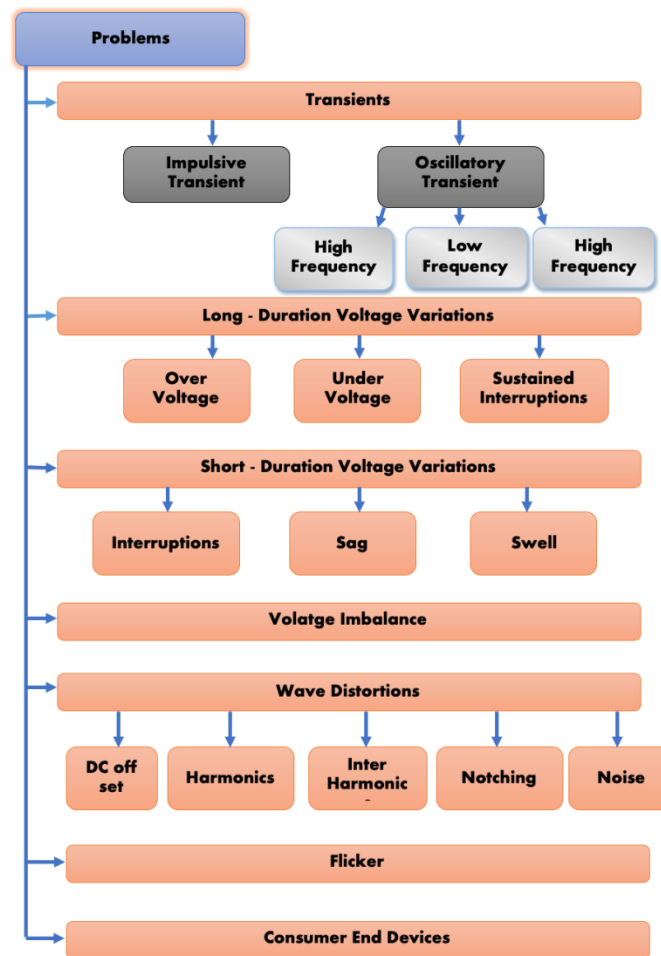 Problems
Transients
Impulsive
Transient
Oscillatory
Transient
High
Frequency
Low
Frequency
High
Frequency
Long - Duration Voltage Variations
Over
Voltage
Under
Voltage
Sustained
Interruptions
Short - Duration Voltage Variations
Interruptions
Sag
Swell
Volatge Imbalance
Wave Distortions
DC off
set
Harmonics
Inter
Harmonic
Notching
Noise
Flicker
Consumer End Devices